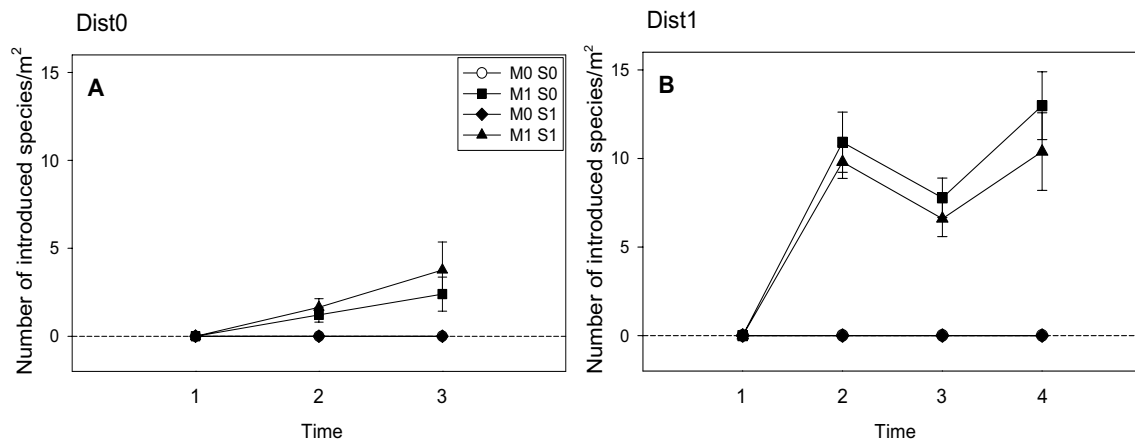 Dist0
Number of introduced species/m²
15
10
5
0
A
M0 S0
M1 S0
M0 S1
M1 S1
1 2 3
Time
Dist1
Number of introduced species/m²
15
10
5
0
B
1 2 3 4
Time